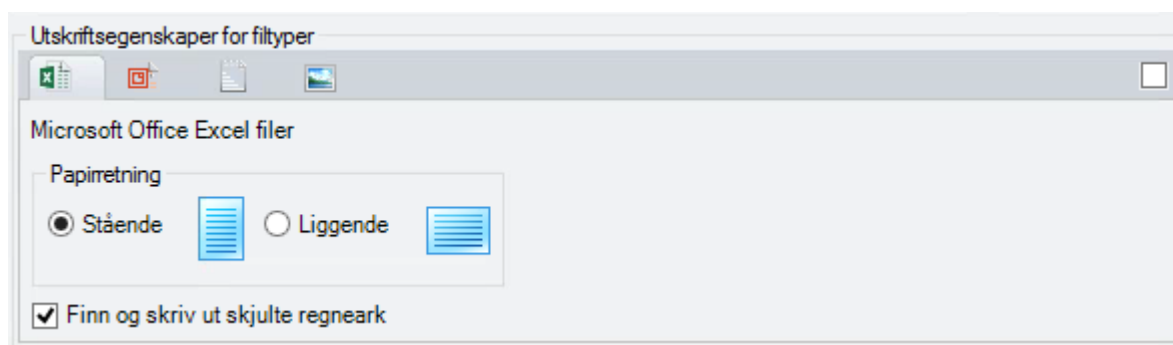 Utskriftsegenskaper for filtyper
Microsoft Office Excel filer
Papirretning
Stående
Liggende
Finn og skriv ut skjulte regneark